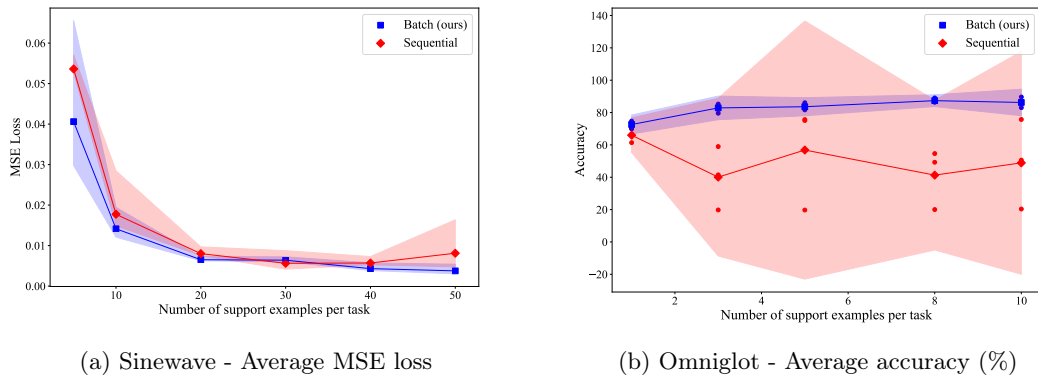 0.06
0.05
0.04
0.03
0.02
0.01
0.00
MSE Loss
10
20
30
40
50
Number of support examples per task
Batch (ours)
Sequential
(a) Sinewave - Average MSE loss
140
120
100
80
60
40
20
0
−20
Accuracy
2
4
6
8
10
Number of support examples per task
Batch (ours)
Sequential
(b) Omniglot - Average accuracy (%)